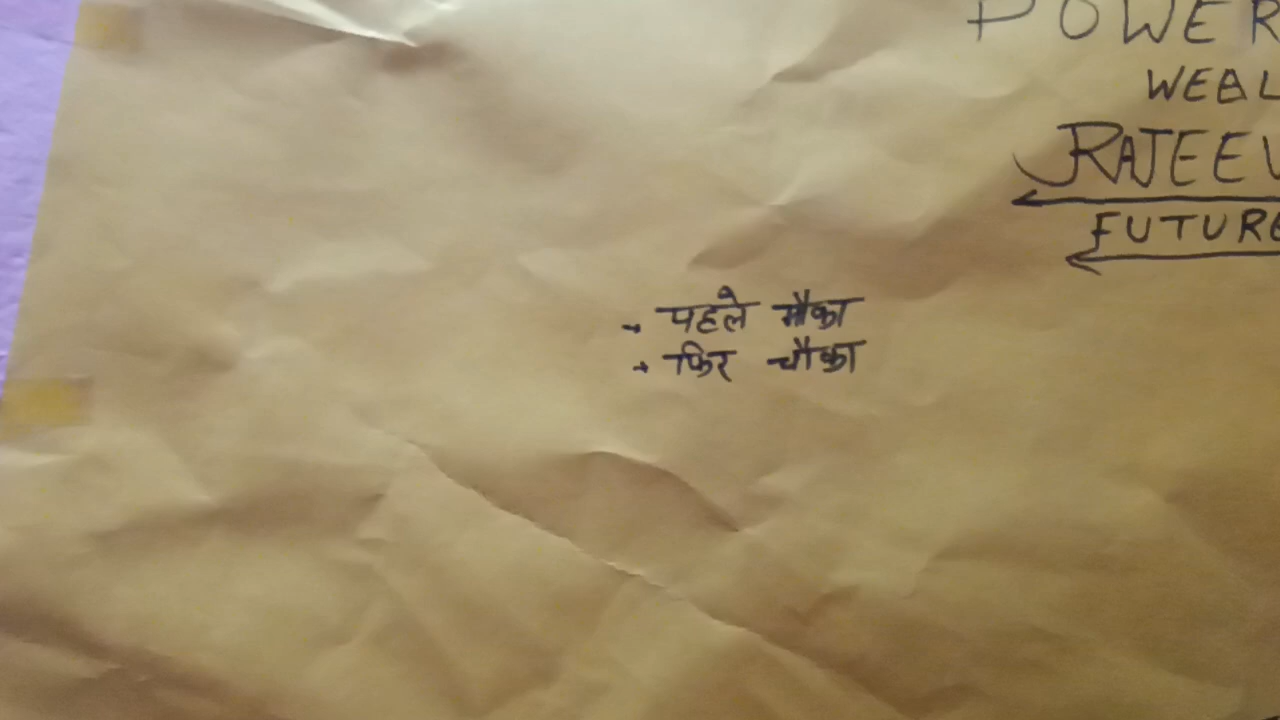 POWER
WEAL
RAJEEV
FUTURE
→ पहले मौका
→ फिर चौका